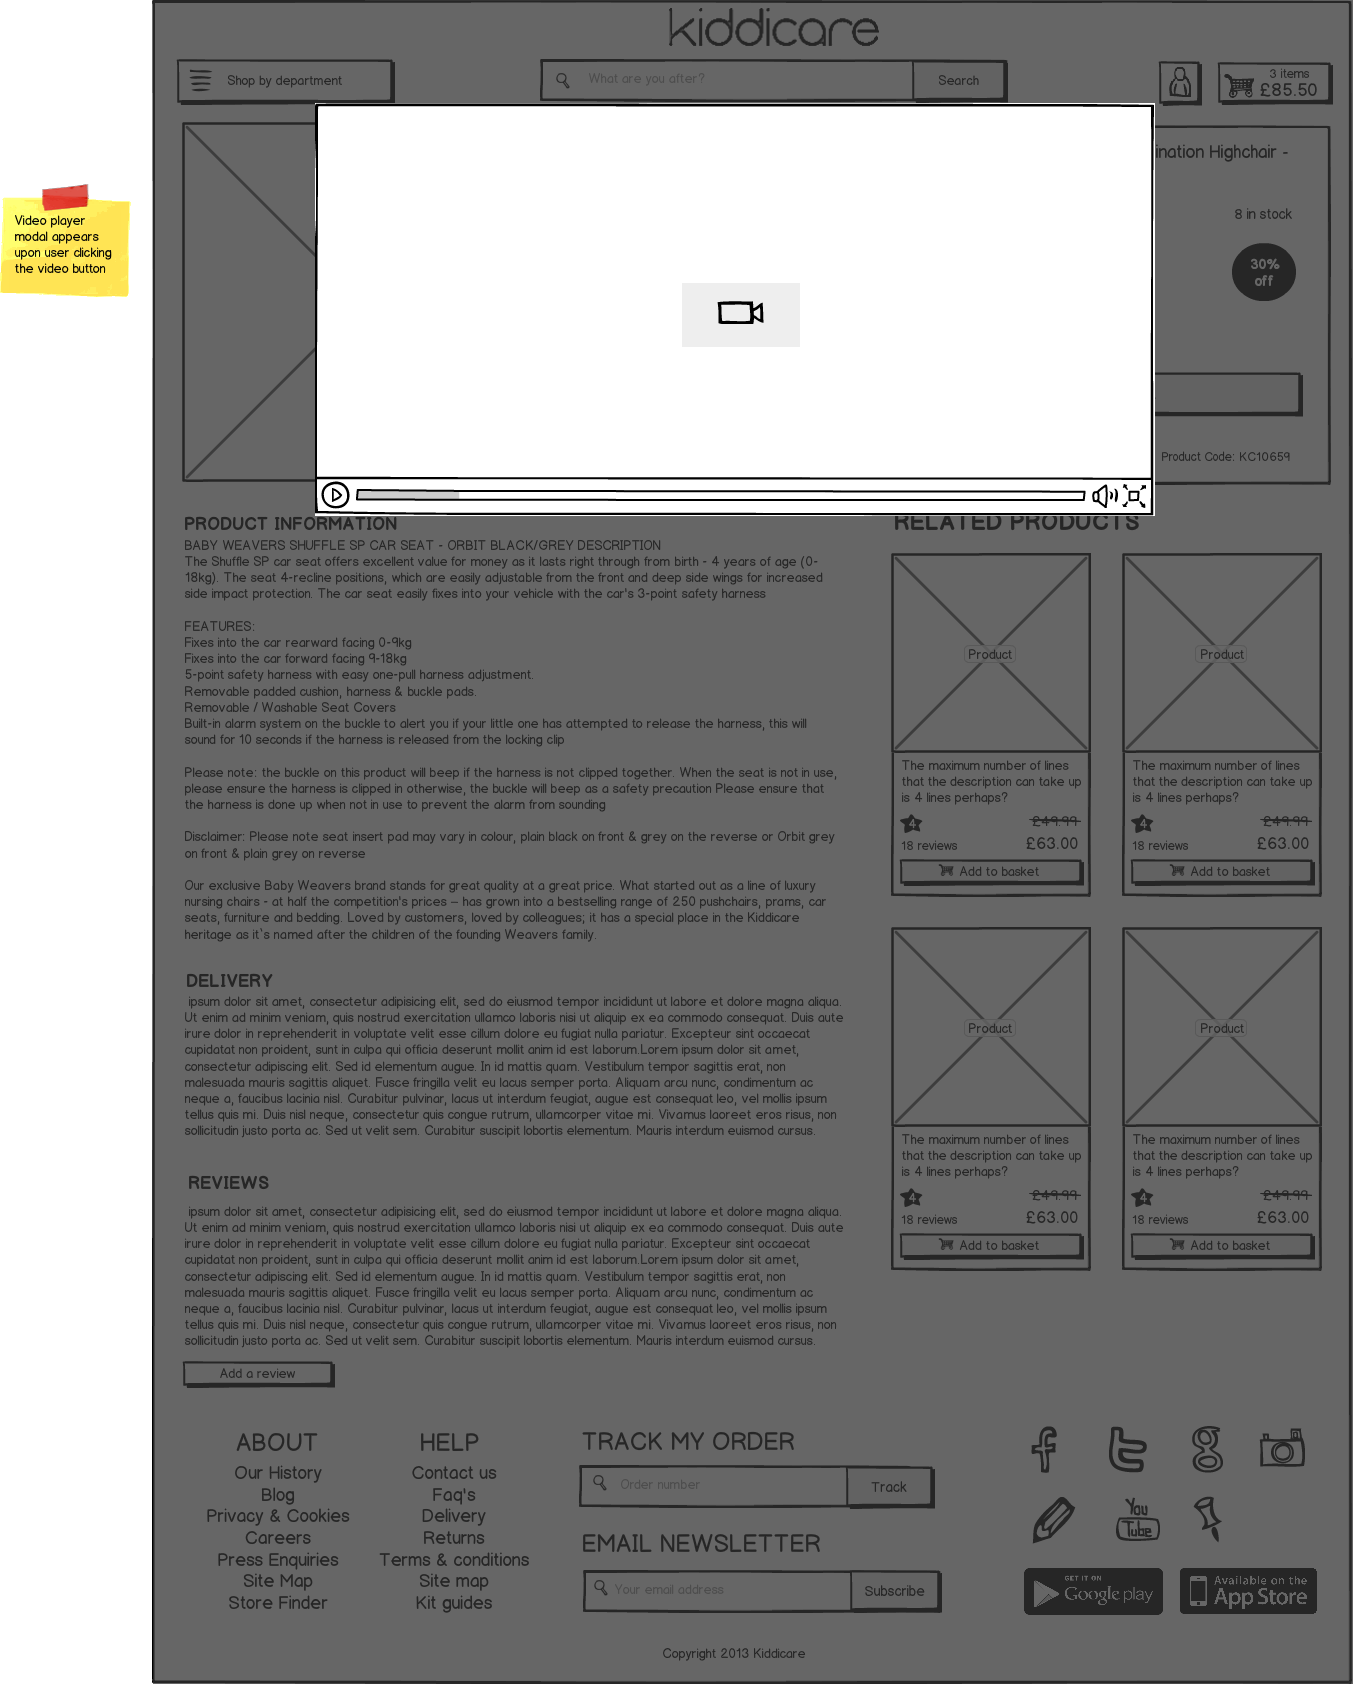 kiddicare
Shop by department
What are you after?
Search
3 items
£85.50
Video player
modal appears
upon user clicking
the video button
ination Highchair -
8 in stock
30%
off
Product Code: KC10659
PRODUCT INFORMATION
BABY WEAVERS SHUFFLE SP CAR SEAT - ORBIT BLACK/GREY DESCRIPTION
The Shuffle SP car seat offers excellent value for money as it lasts right through from birth - 4 years of age (0-
18kg). The seat 4-recline positions, which are easily adjustable from the front and deep side wings for increased
side impact protection. The car seat easily fixes into your vehicle with the car's 3-point safety harness
FEATURES:
Fixes into the car rearward facing 0-9kg
Fixes into the car forward facing 9-18kg
5-point safety harness with easy one-pull harness adjustment.
Removable padded cushion, harness & buckle pads.
Removable / Washable Seat Covers
Built-in alarm system on the buckle to alert you if your little one has attempted to release the harness, this will
sound for 10 seconds if the harness is released from the locking clip
Please note: the buckle on this product will beep if the harness is not clipped together. When the seat is not in use,
please ensure the harness is clipped in otherwise, the buckle will beep as a safety precaution Please ensure that
the harness is done up when not in use to prevent the alarm from sounding
Disclaimer: Please note seat insert pad may vary in colour, plain black on front & grey on the reverse or Orbit grey
on front & plain grey on reverse
Our exclusive Baby Weavers brand stands for great quality at a great price. What started out as a line of luxury
nursing chairs - at half the competition's prices – has grown into a bestselling range of 250 pushchairs, prams, car
seats, furniture and bedding. Loved by customers, loved by colleagues; it has a special place in the Kiddicare
heritage as it`s named after the children of the founding Weavers family.
DELIVERY
ipsum dolor sit amet, consectetur adipisicing elit, sed do eiusmod tempor incididunt ut labore et dolore magna aliqua.
Ut enim ad minim veniam, quis nostrud exercitation ullamco laboris nisi ut aliquip ex ea commodo consequat. Duis aute
irure dolor in reprehenderit in voluptate velit esse cillum dolore eu fugiat nulla pariatur. Excepteur sint occaecat
cupidatat non proident, sunt in culpa qui officia deserunt mollit anim id est laborum.Lorem ipsum dolor sit amet,
consectetur adipiscing elit. Sed id elementum augue. In id mattis quam. Vestibulum tempor sagittis erat, non
malesuada mauris sagittis aliquet. Fusce fringilla velit eu lacus semper porta. Aliquam arcu nunc, condimentum ac
neque a, faucibus lacinia nisl. Curabitur pulvinar, lacus ut interdum feugiat, augue est consequat leo, vel mollis ipsum
tellus quis mi. Duis nisl neque, consectetur quis congue rutrum, ullamcorper vitae mi. Vivamus laoreet eros risus, non
sollicitudin justo porta ac. Sed ut velit sem. Curabitur suscipit lobortis elementum. Mauris interdum euismod cursus.
REVIEWS
ipsum dolor sit amet, consectetur adipisicing elit, sed do eiusmod tempor incididunt ut labore et dolore magna aliqua.
Ut enim ad minim veniam, quis nostrud exercitation ullamco laboris nisi ut aliquip ex ea commodo consequat. Duis aute
irure dolor in reprehenderit in voluptate velit esse cillum dolore eu fugiat nulla pariatur. Excepteur sint occaecat
cupidatat non proident, sunt in culpa qui officia deserunt mollit anim id est laborum.Lorem ipsum dolor sit amet,
consectetur adipiscing elit. Sed id elementum augue. In id mattis quam. Vestibulum tempor sagittis erat, non
malesuada mauris sagittis aliquet. Fusce fringilla velit eu lacus semper porta. Aliquam arcu nunc, condimentum ac
neque a, faucibus lacinia nisl. Curabitur pulvinar, lacus ut interdum feugiat, augue est consequat leo, vel mollis ipsum
tellus quis mi. Duis nisl neque, consectetur quis congue rutrum, ullamcorper vitae mi. Vivamus laoreet eros risus, non
sollicitudin justo porta ac. Sed ut velit sem. Curabitur suscipit lobortis elementum. Mauris interdum euismod cursus.
Add a review
RELATED PRODUCTS
Product
The maximum number of lines
that the description can take up
is 4 lines perhaps?
4
£49.99
18 reviews
£63.00
Add to basket
Product
The maximum number of lines
that the description can take up
is 4 lines perhaps?
4
£49.99
18 reviews
£63.00
Add to basket
Product
The maximum number of lines
that the description can take up
is 4 lines perhaps?
4
£49.99
18 reviews
£63.00
Add to basket
Product
The maximum number of lines
that the description can take up
is 4 lines perhaps?
4
£49.99
18 reviews
£63.00
Add to basket
ABOUT
Our History
Blog
Privacy & Cookies
Careers
Press Enquiries
Site Map
Store Finder
HELP
Contact us
Faq's
Delivery
Returns
Terms & conditions
Site map
Kit guides
TRACK MY ORDER
Order number
Track
EMAIL NEWSLETTER
Your email address
Subscribe
You
Tube
GET IT ON
Google play
Available on the
App Store
Copyright 2013 Kiddicare